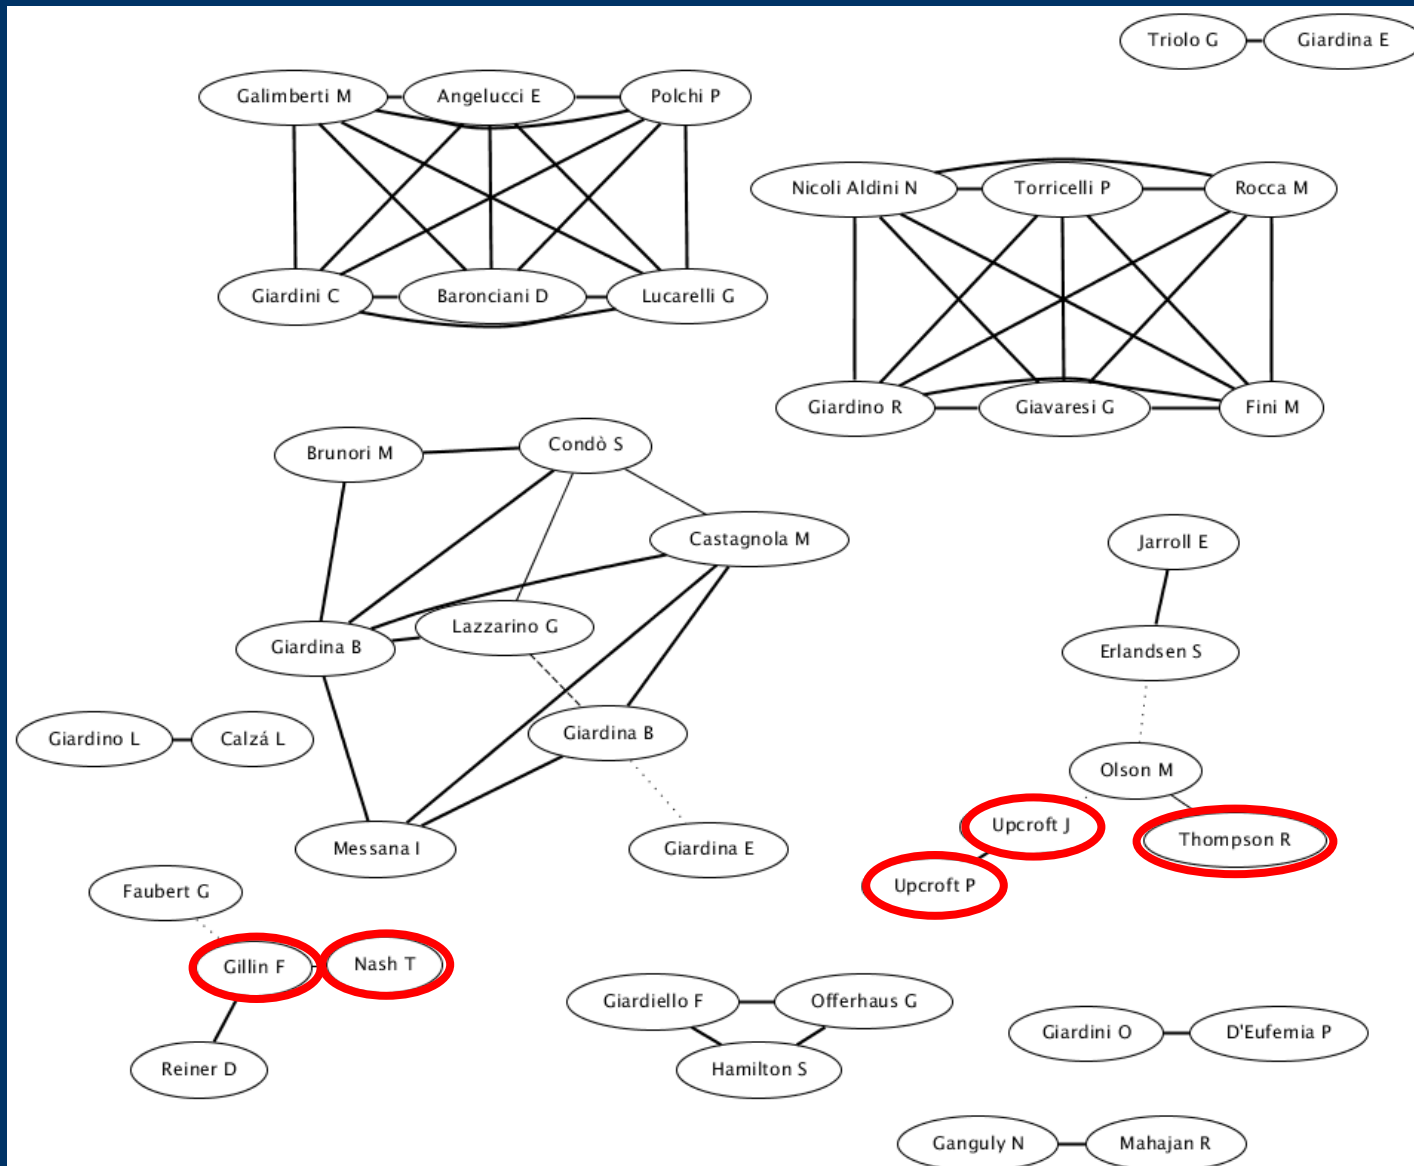 Triolo G
Giardina E
Galimberti M
Angelucci E
Polchi P
Nicoli Aldini N
Torricelli P
Rocca M
Giardini C
Baronciani D
Lucarelli G
Giardino R
Giavaresi G
Fini M
Brunori M
Condò S
Castagnola M
Jarroll E
Lazzarino G
Giardina B
Erlandsen S
Giardino L
Calzá L
Giardina B
Olson M
Upcroft J
Thompson R
Messana I
Giardina E
Upcroft P
Faubert G
Gillin F
Nash T
Giardiello F
Offerhaus G
Giardini O
D'Eufemia P
Reiner D
Hamilton S
Ganguly N
Mahajan R